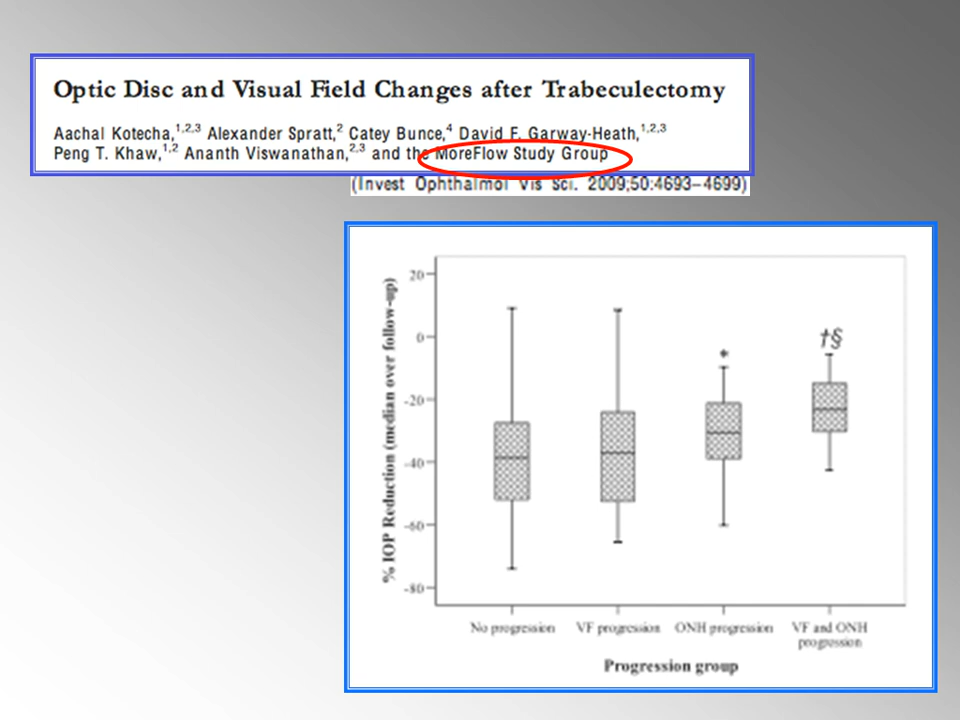 Optic Disc and Visual Field Changes after Trabeculectomy
Aachal Kotecha,1,2,3 Alexander Spratt,2 Catey Bunce,4 David F. Garway-Heath,1,2,3
Peng T. Khaw,1,2 Ananth Viswanathan,2,3 and the MoreFlow Study Group
(Invest Ophthalmol Vis Sci. 2009;50:4693–4699)
% IOP Reduction (median over follow-up)
20
0
-20
-40
-60
-80
*
†§
No progression
VF progression
ONH progression
VF and ONH
progression
Progression group